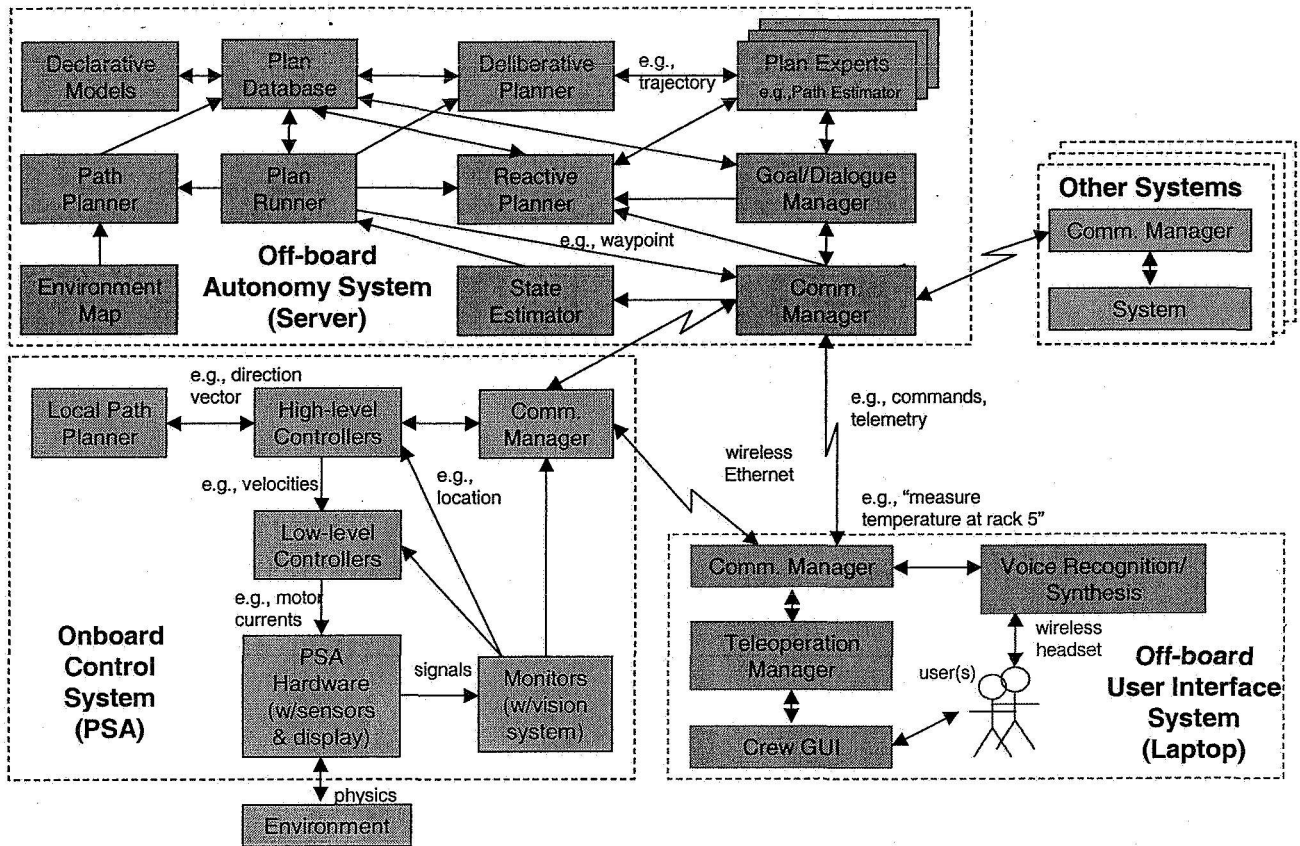 Declarative
Models
Plan
Database
Deliberative
Planner
e.g.,
trajectory
Plan Experts
e.g.,Path Estimator
Path
Planner
Plan
Runner
Reactive
Planner
Goal/Dialogue
Manager
Other Systems
Comm. Manager
System
e.g., waypoint
Environment
Map
Off-board
Autonomy System
(Server)
State
Estimator
Comm.
Manager
Local Path
Planner
e.g., direction
vector
High-level
Controllers
Comm.
Manager
e.g., commands,
telemetry
wireless
Ethernet
e.g., velocities
e.g.,
location
e.g., "measure
temperature at rack 5"
Low-level
Controllers
e.g., motor
currents
Onboard
Control
System
(PSA)
PSA
Hardware
(w/sensors
& display)
signals
Monitors
(w/vision
system)
physics
Environment
Comm. Manager
Voice Recognition/
Synthesis
Teleoperation
Manager
wireless
headset
user(s)
Crew GUI
Off-board
User Interface
System
(Laptop)